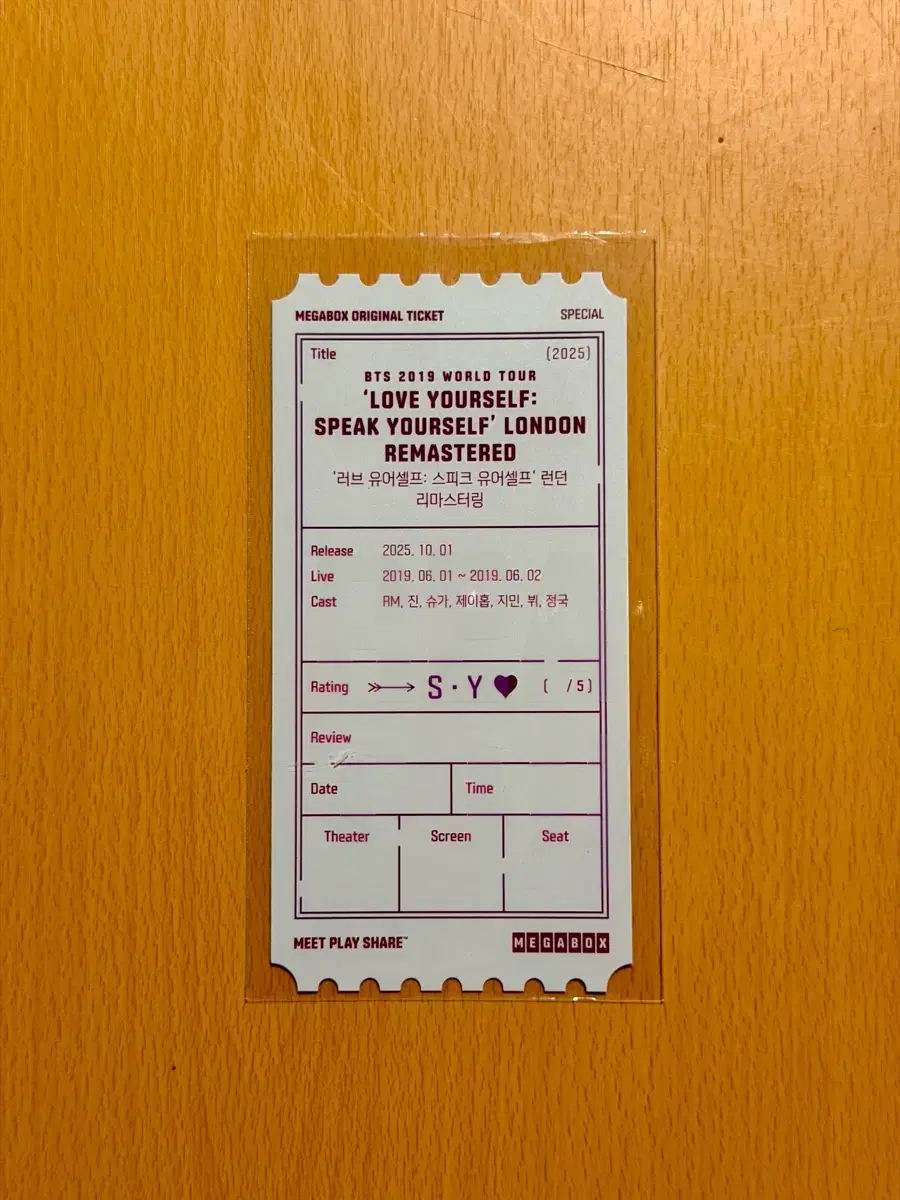 MEGABOX ORIGINAL TICKET SPECIAL
Title (2025)
BTS 2019 WORLD TOUR
‘LOVE YOURSELF:
SPEAK YOURSELF’ LONDON
REMASTERED
‘러브 유어셀프: 스피크 유어셀프’ 런던
리마스터링
Release 2025. 10. 01
Live 2019. 06. 01 ~ 2019. 06. 02
Cast RM, 진, 슈가, 제이홉, 지민, 뷔, 정국
Rating S · Y ♥ ( / 5 )
Review
Date Time
Theater Screen Seat
MEET PLAY SHARE™ MEGABOX